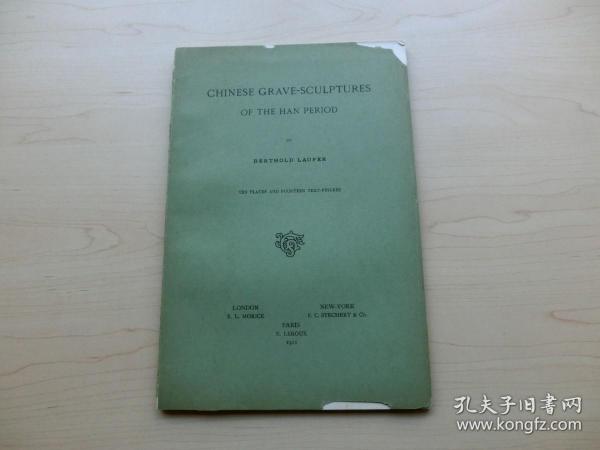 CHINESE GRAVE-SCULPTURES
OF THE HAN PERIOD
BY
BERTHOLD LAUFER
TEN PLATES AND FOURTEEN TEXT-FIGURES
LONDON
E. L. MORICE
NEW-YORK
F. C. STECHERT & Co.
PARIS
E. LEROUX
1911
孔夫子旧书网
www.kongfz.com